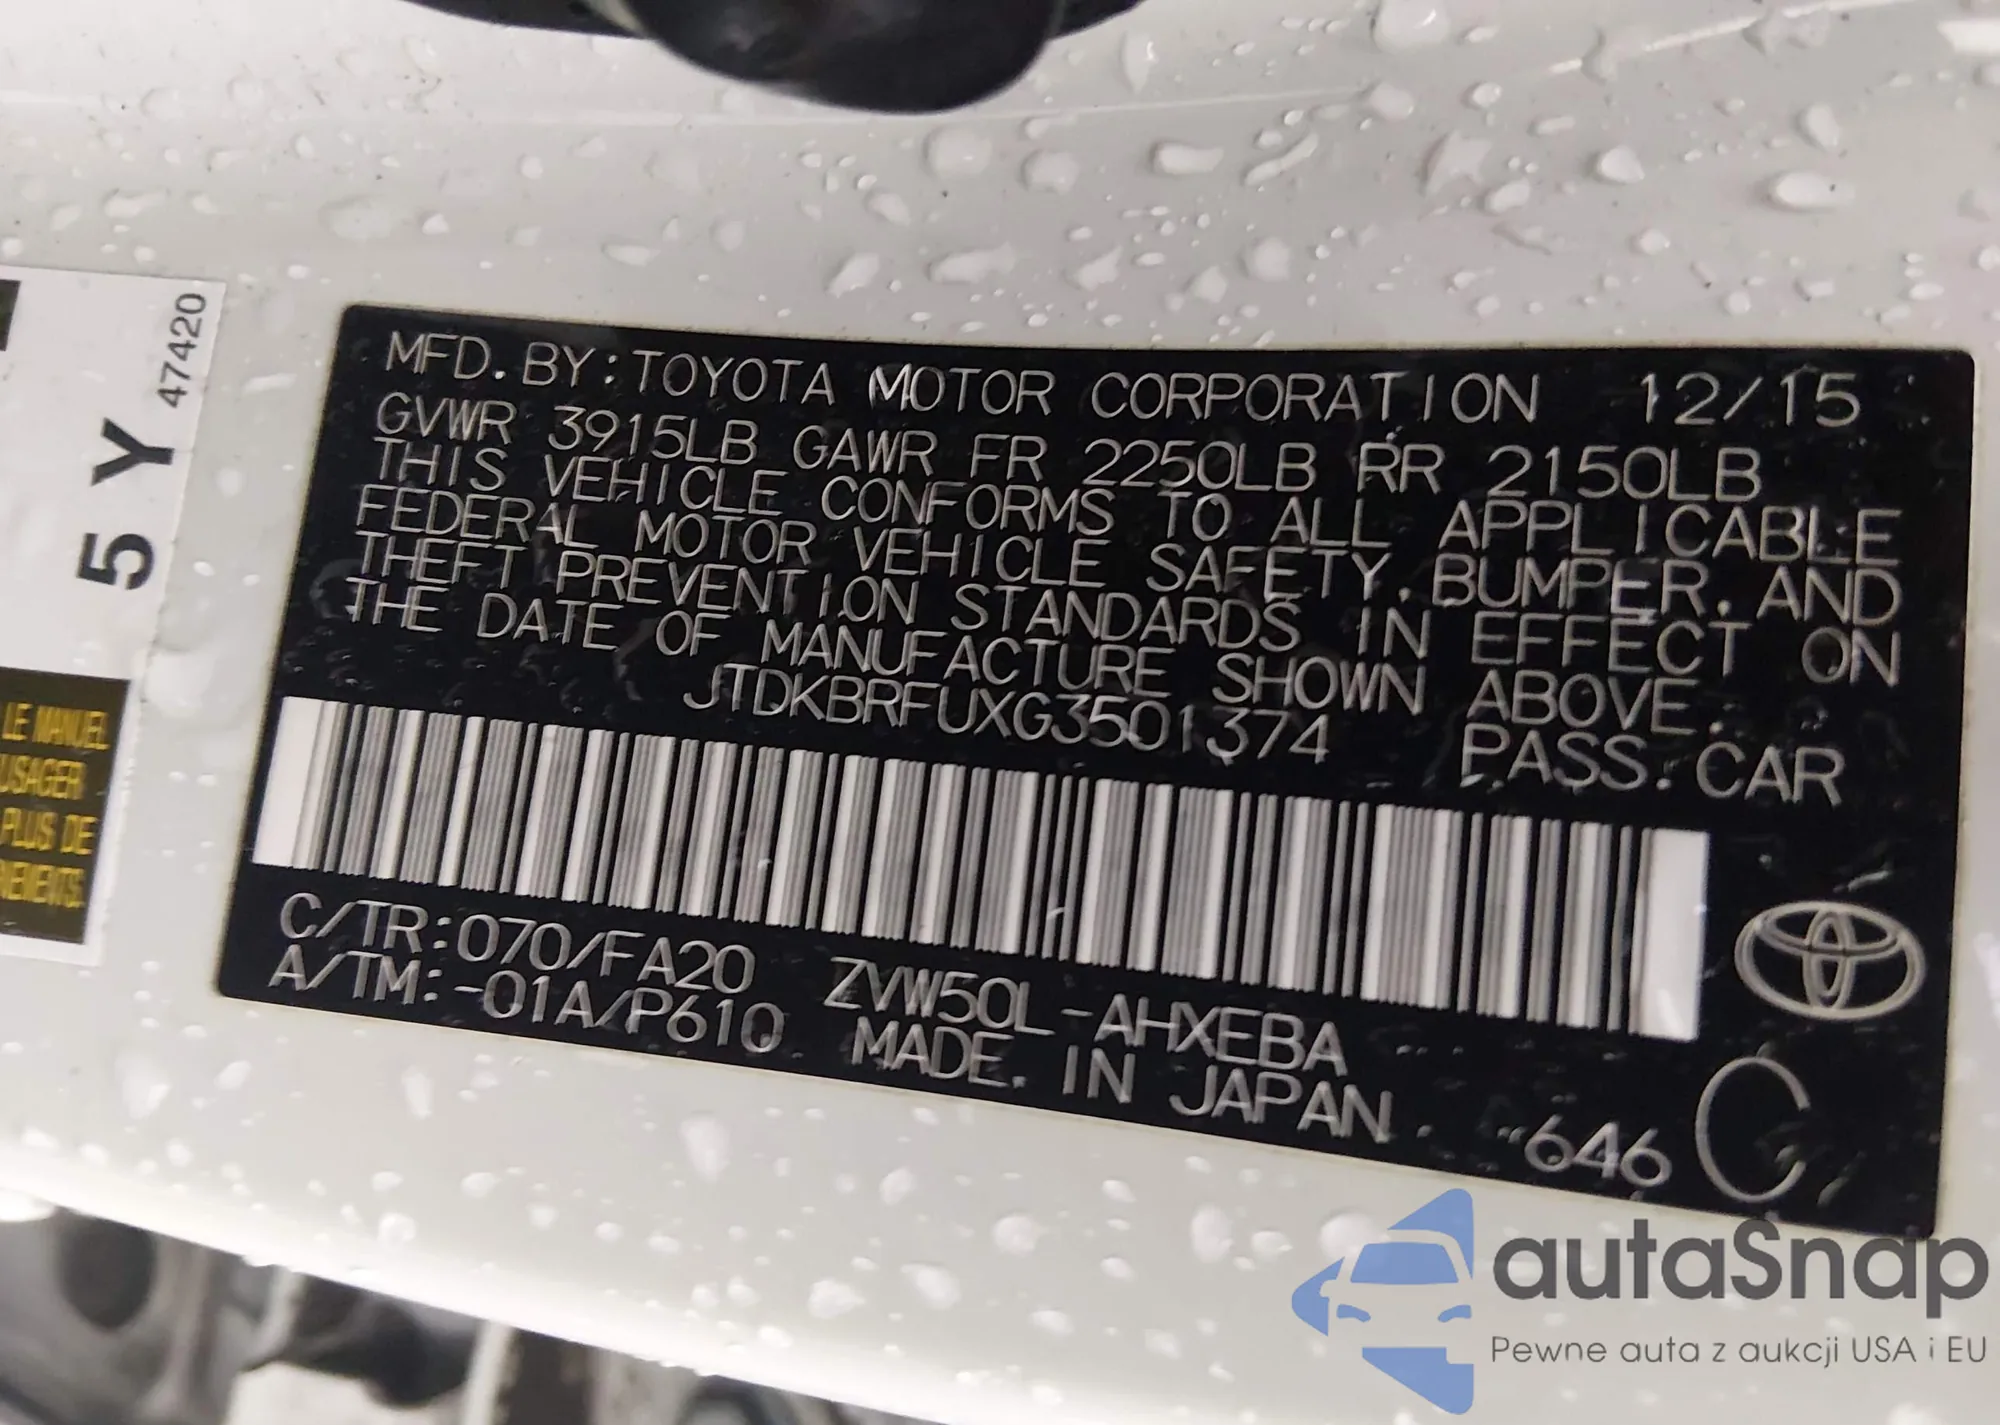 MFD. BY: TOYOTA MOTOR CORPORATION 12/15
GVWR 3915LB GAWR FR 2250LB RR 2150LB
THIS VEHICLE CONFORMS TO ALL APPLICABLE
FEDERAL MOTOR VEHICLE SAFETY, BUMPER, AND
THEFT PREVENTION STANDARDS IN EFFECT ON
THE DATE OF MANUFACTURE SHOWN ABOVE.
JTDKBRFUXG3501374 PASS. CAR
C/TR:070/FA20 ZVW50L-AHXEBA
A/TM:-01A/P610 MADE IN JAPAN
646 C
5 Y 47420
LE MANUEL
PLUS DE
autaSnap
Pewne auta z aukcji USA i EU